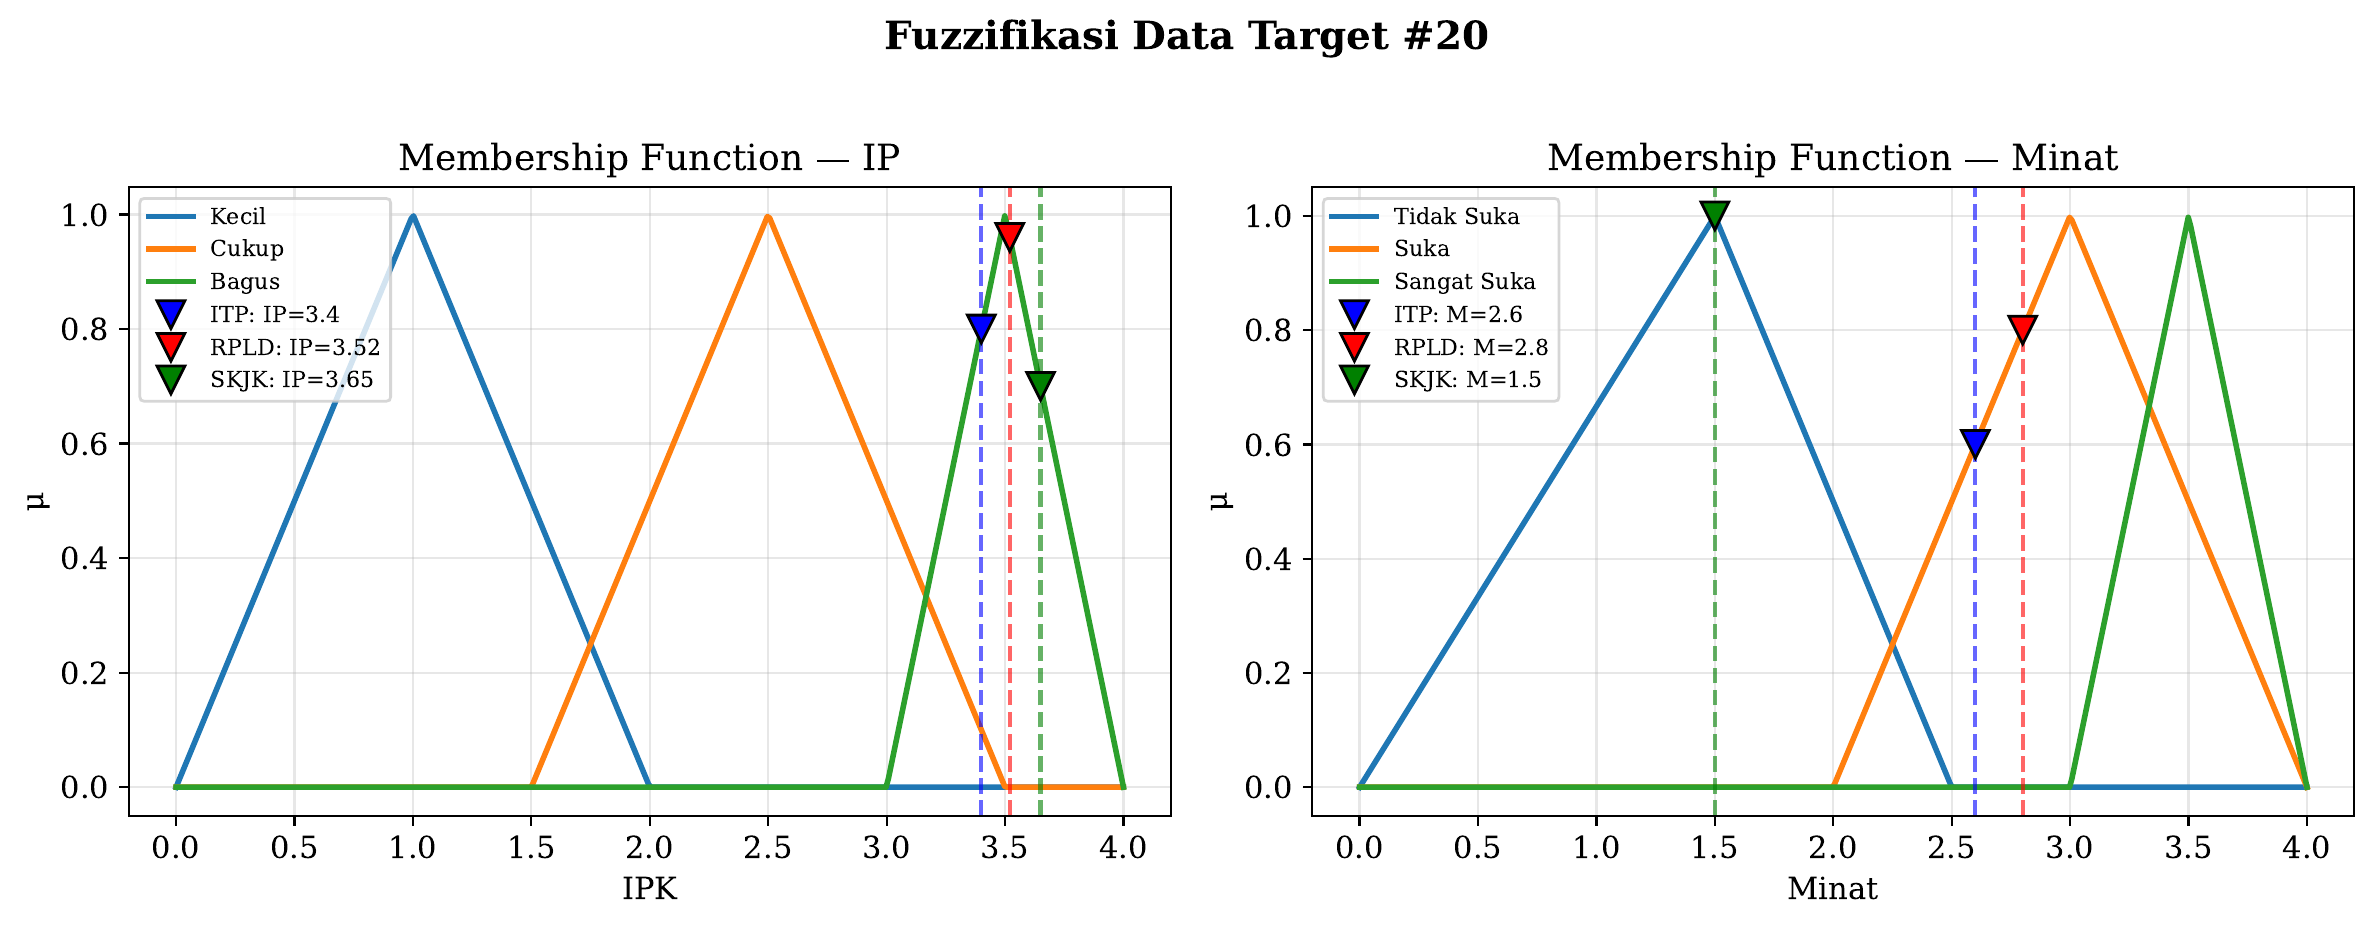 Fuzzifikasi Data Target #20
Membership Function — IP
Kecil
Cukup
Bagus
ITP: IP=3.4
RPLD: IP=3.52
SKJK: IP=3.65
1.0
0.8
0.6
0.4
0.2
0.0
μ
0.0 0.5 1.0 1.5 2.0 2.5 3.0 3.5 4.0
IPK
Membership Function — Minat
Tidak Suka
Suka
Sangat Suka
ITP: M=2.6
RPLD: M=2.8
SKJK: M=1.5
1.0
0.8
0.6
0.4
0.2
0.0
μ
0.0 0.5 1.0 1.5 2.0 2.5 3.0 3.5 4.0
Minat